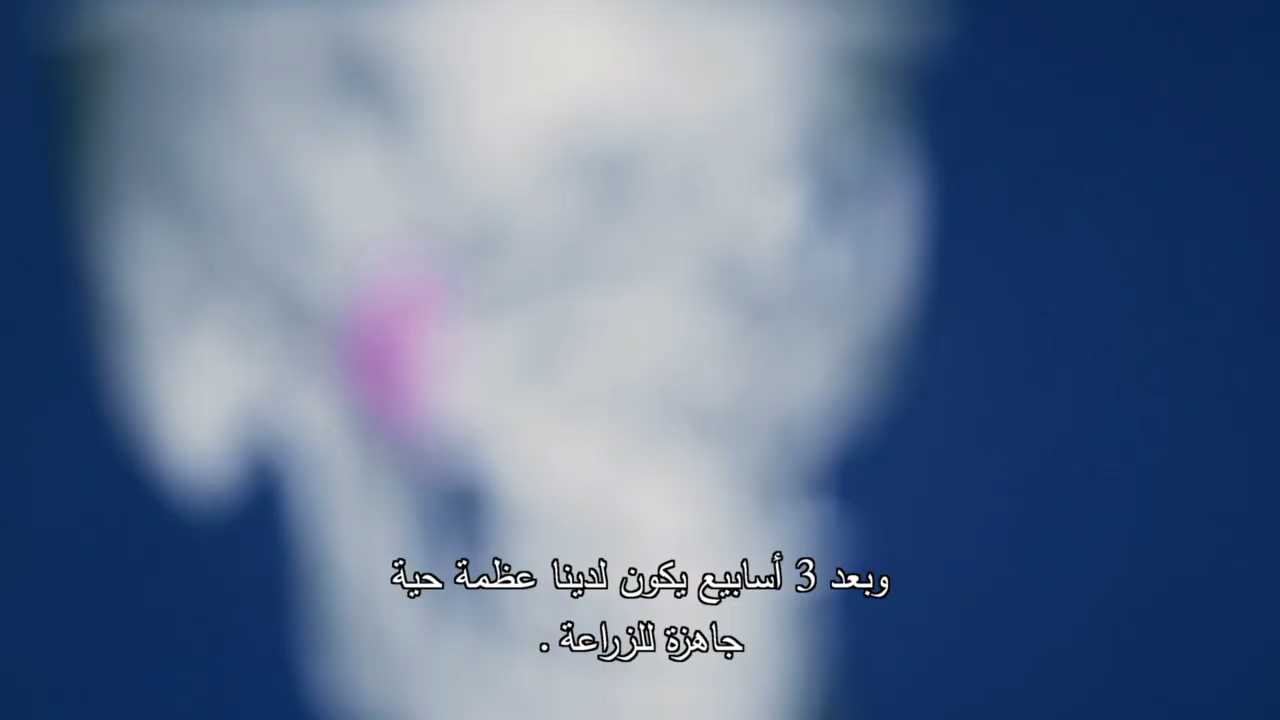 وبعد 3 أسابيع يكون لدينا عظمة حية
جاهزة للزراعة .